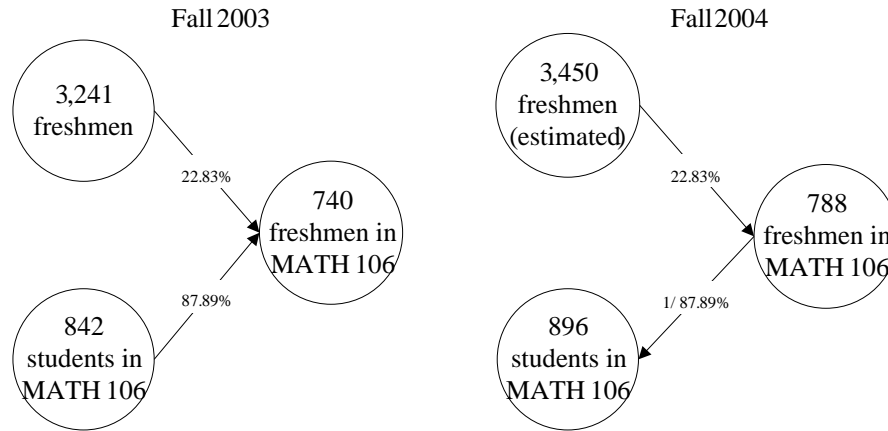 Fall 2003
3,241
freshmen
22.83%
740
freshmen in
MATH 106
87.89%
842
students in
MATH 106
Fall 2004
3,450
freshmen
(estimated)
22.83%
788
freshmen in
MATH 106
1/ 87.89%
896
students in
MATH 106